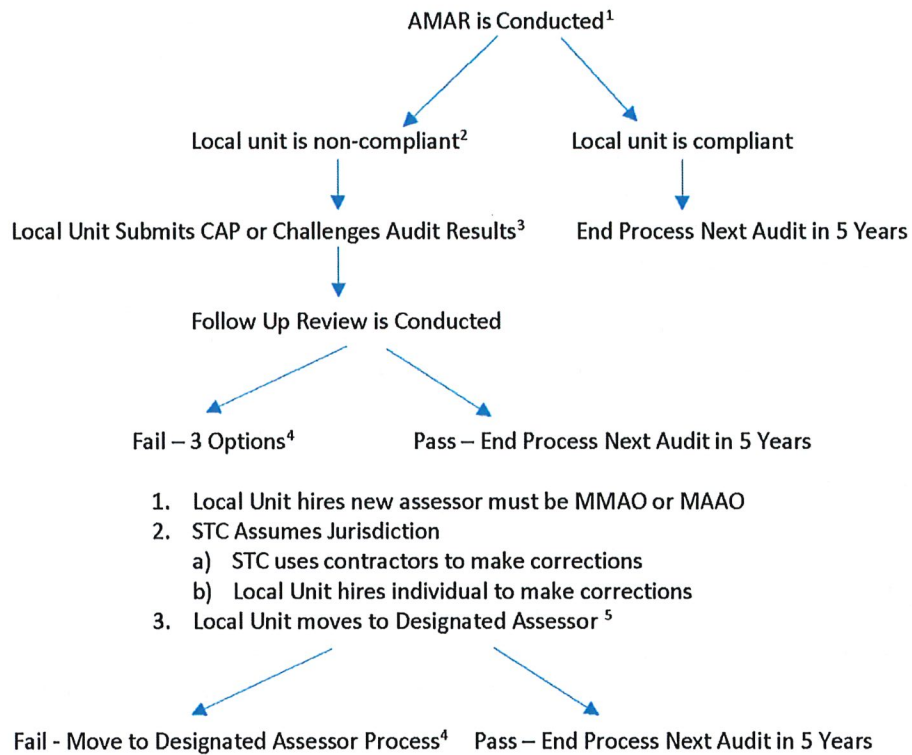 AMAR is Conducted¹
Local unit is non-compliant²
Local unit is compliant
Local Unit Submits CAP or Challenges Audit Results³
End Process Next Audit in 5 Years
Follow Up Review is Conducted
Fail – 3 Options⁴
Pass – End Process Next Audit in 5 Years
1. Local Unit hires new assessor must be MMAO or MAAO
2. STC Assumes Jurisdiction
a) STC uses contractors to make corrections
b) Local Unit hires individual to make corrections
3. Local Unit moves to Designated Assessor ⁵
Fail - Move to Designated Assessor Process⁴
Pass – End Process Next Audit in 5 Years